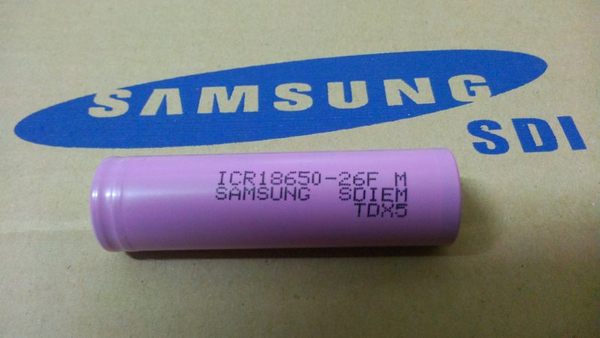 SAMSUNG
SDI
ICR18650-26F M
SAMSUNG SDIEM
TDX5